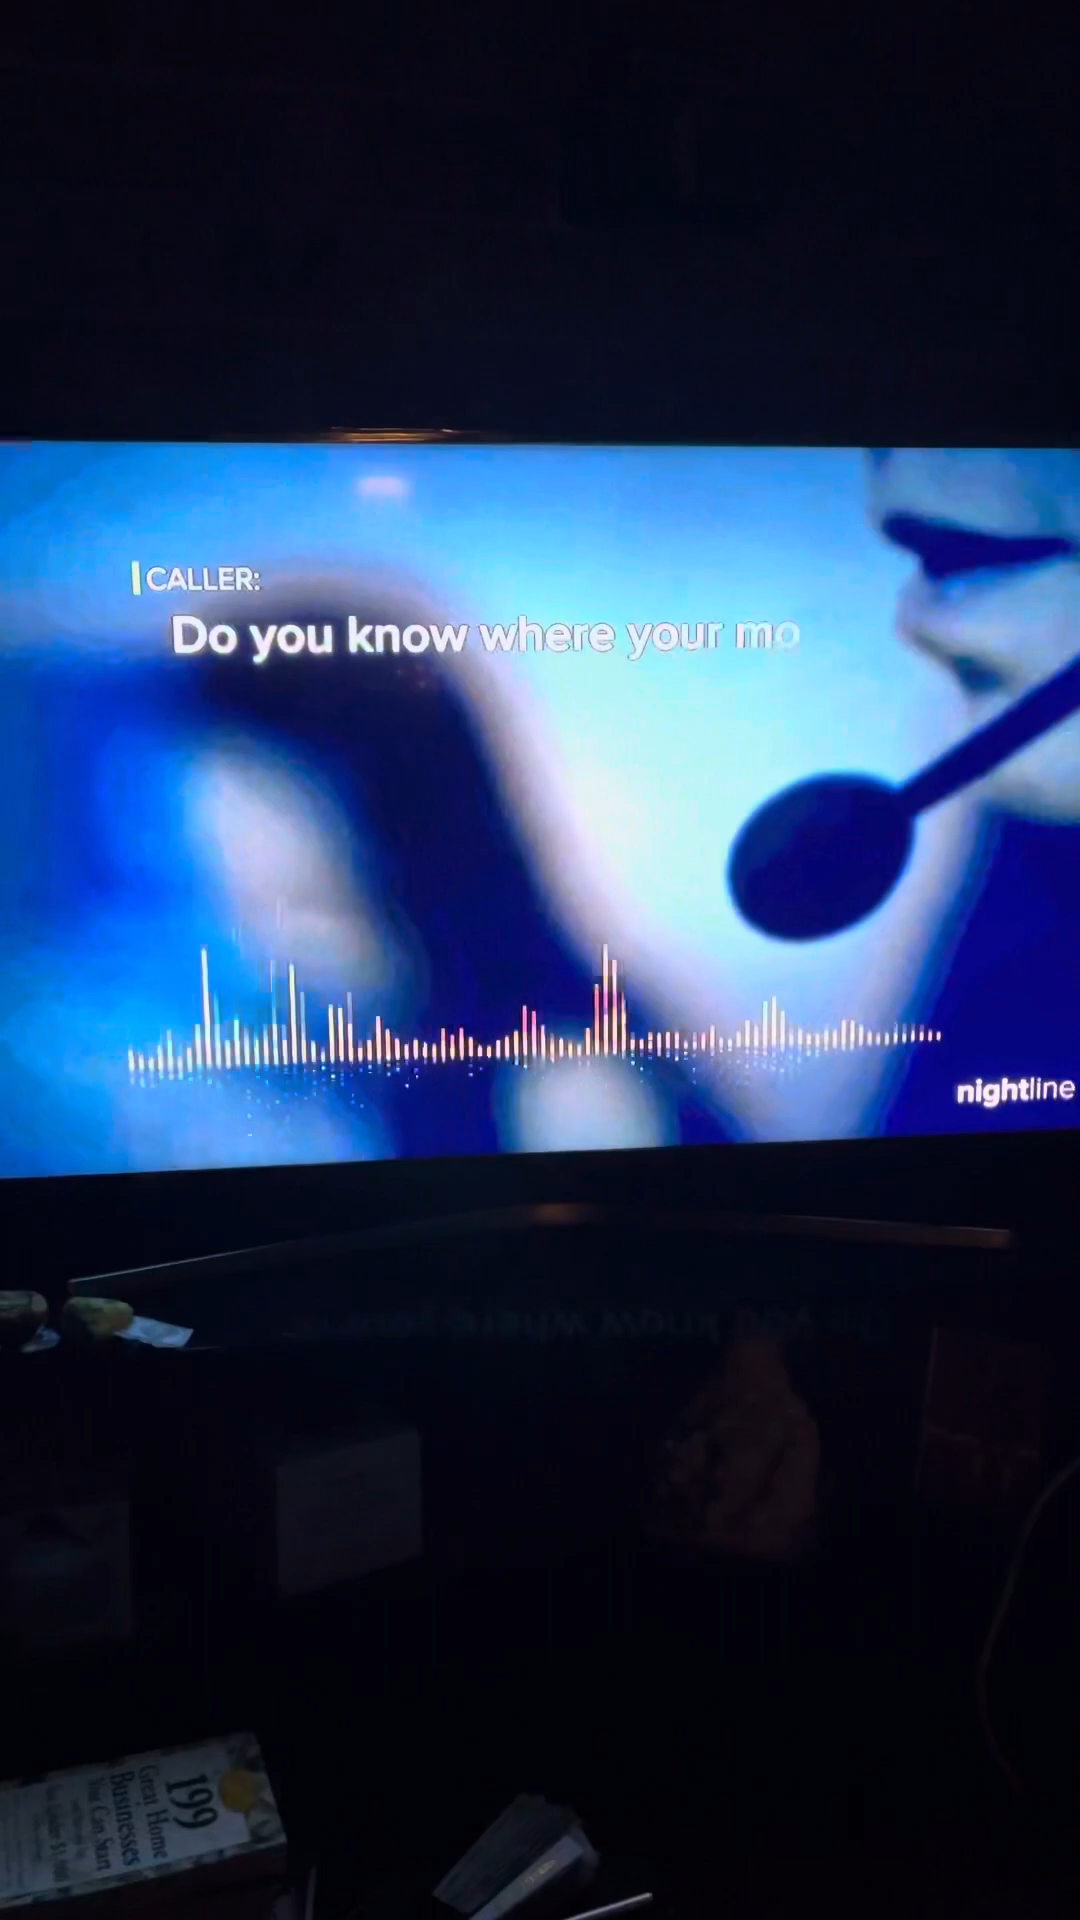 CALLER:
Do you know where your mo
nightline
199
Great Home
Businesses
You Can Start